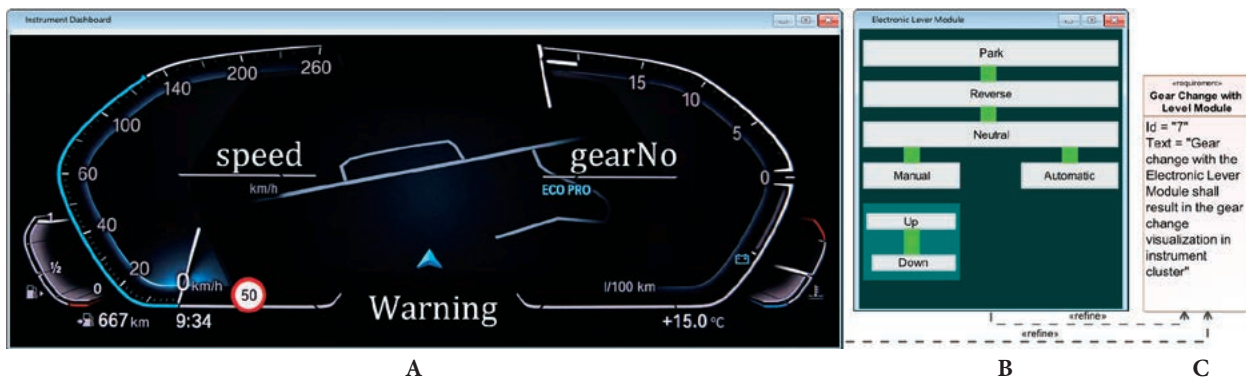 Instrument Dashboard
260
200
140
100
60
40
20
0 km/h
speed
km/h
gearNo
ECO PRO
15
10
5
0
l/100 km
1
½
0
50
Warning
667 km
9:34
+15.0 °C
Electronic Lever Module
Park
Reverse
Neutral
Manual
Automatic
Up
Down
«requirement»
Gear Change with
Level Module
Id = "7"
Text = "Gear
change with the
Electronic Lever
Module shall
result in the gear
change
visualization in
instrument
cluster"
«refine»
«refine»
A
B
C